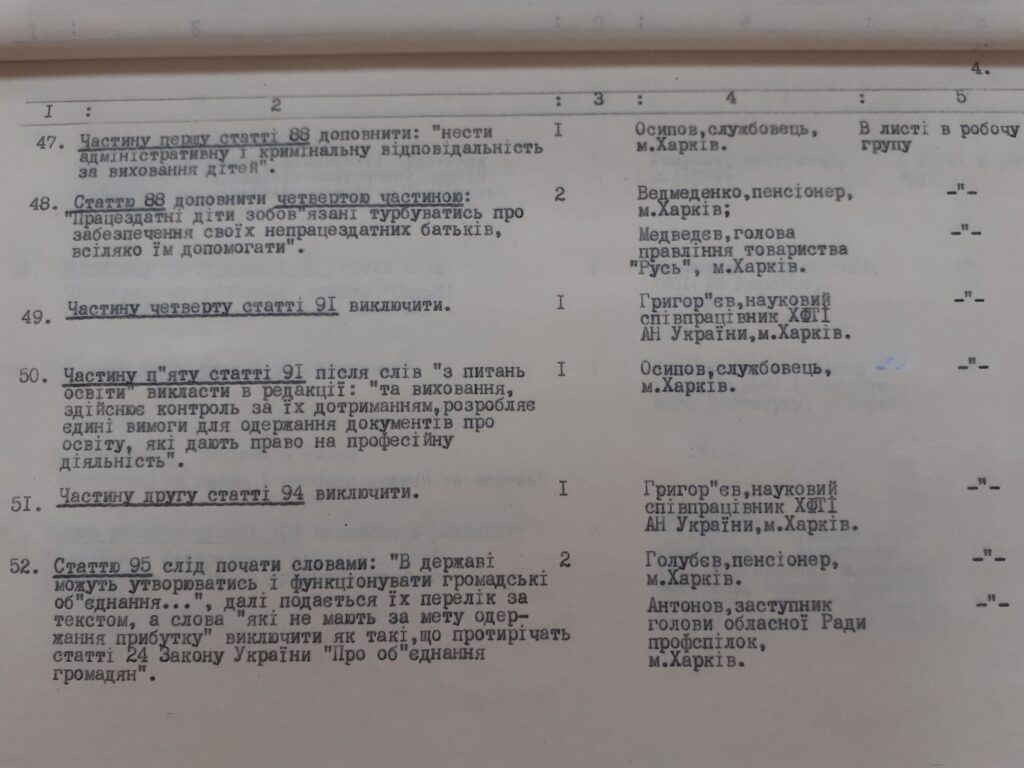 4.
I : 2 : 3 : 4 : 5
47. Частину першу статті 88 доповнити: "нести I Осипов,службовець, В листі в робочу
адміністративну і кримінальну відповідальність м.Харків. групу
за виховання дітей".
48. Статтю 88 доповнити четвертою частиною: 2 Ведмеденко,пенсіонер, -"-
"Працездатні діти зобов"язані турбуватись про м.Харків;
забезпечення своїх непрацездатних батьків, Медведєв,голова -"-
всіляко їм допомогати". правління товариства
"Русь", м.Харків.
49. Частину четверту статті 9I виключити. I Григор"єв,науковий -"-
співпрацівник ХФТІ
АН України,м.Харків.
50. Частину п"яту статті 9I після слів "з питань I Осипов,службовець, -"-
освіти" викласти в редакції: "та виховання, м.Харків.
здійснює контроль за їх дотриманням,розробляє
єдині вимоги для одержання документів про
освіту, які дають право на професійну
діяльність".
5I. Частину другу статті 94 виключити. I Григор"єв,науковий -"-
співпрацівник ХФТІ
АН України,м.Харків.
52. Статтю 95 слід почати словами: "В державі 2 Голубєв,пенсіонер, -"-
можуть утворюватись і функціонувати громадські м.Харків.
об"єднання...", далі подається їх перелік за Антонов,заступник -"-
текстом, а слова "які не мають за мету одер- голови обласної Ради
жання прибутку" виключити як такі,що протирічать профспілок,
статті 24 Закону України "Про об"єднання м.Харків.
громадян".